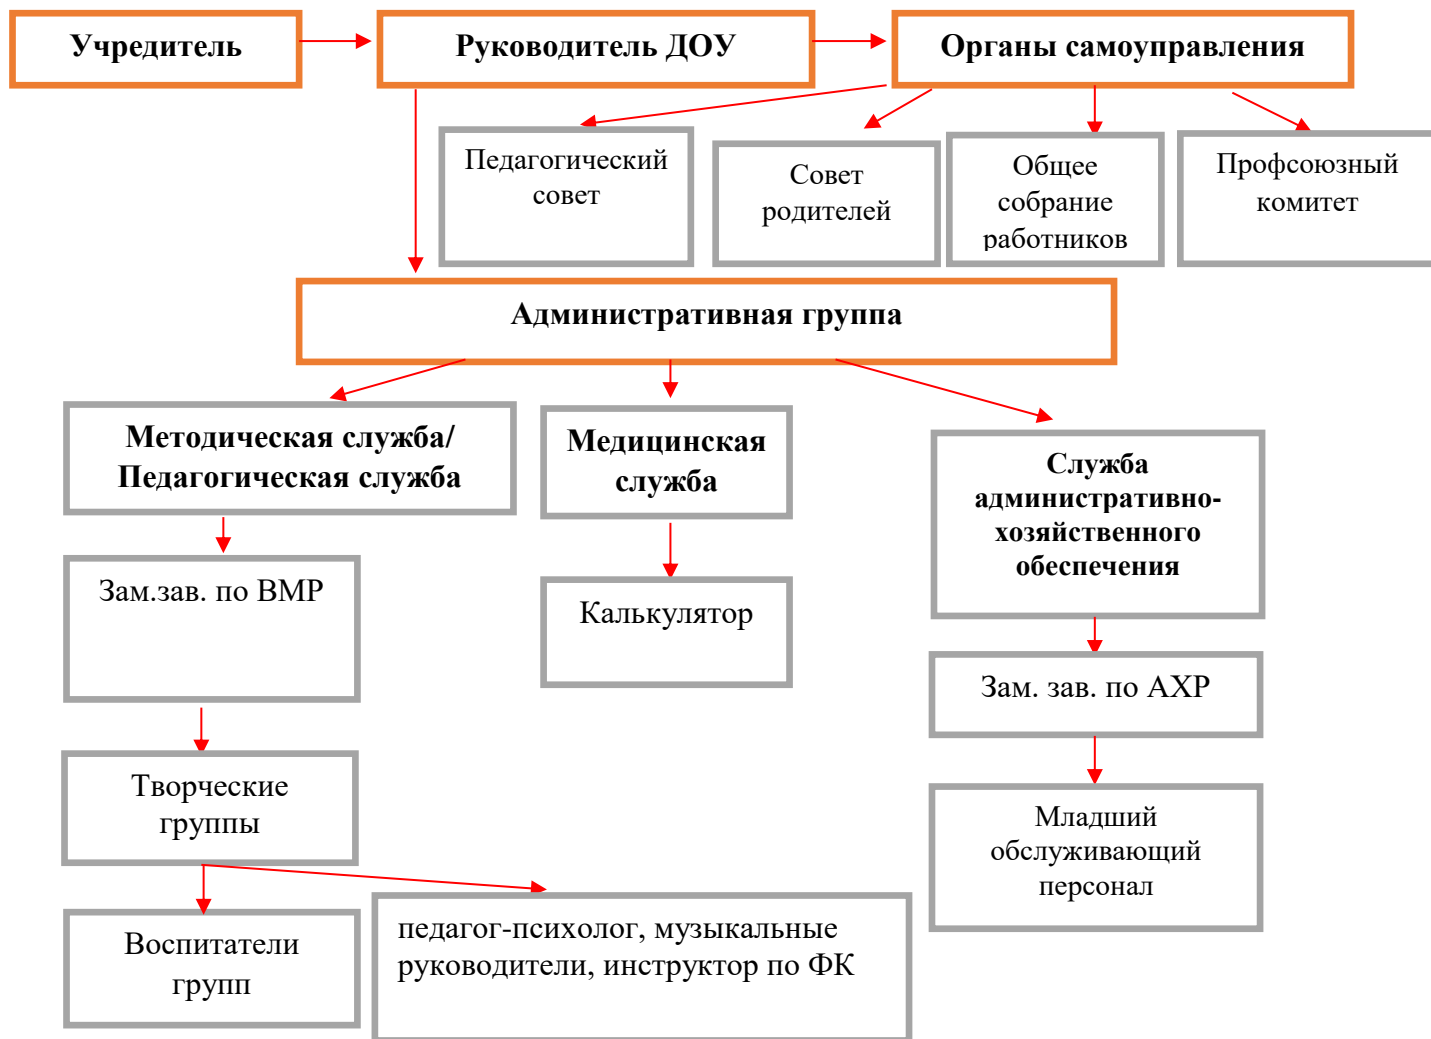 Учредитель
Руководитель ДОУ
Органы самоуправления
Педагогический
совет
Совет
родителей
Общее
собрание
работников
Профсоюзный
комитет
Административная группа
Методическая служба/
Педагогическая служба
Медицинская
служба
Служба
административно-
хозяйственного
обеспечения
Зам.зав. по ВМР
Калькулятор
Зам. зав. по АХР
Творческие
группы
Младший
обслуживающий
персонал
Воспитатели
групп
педагог-психолог, музыкальные
руководители, инструктор по ФК